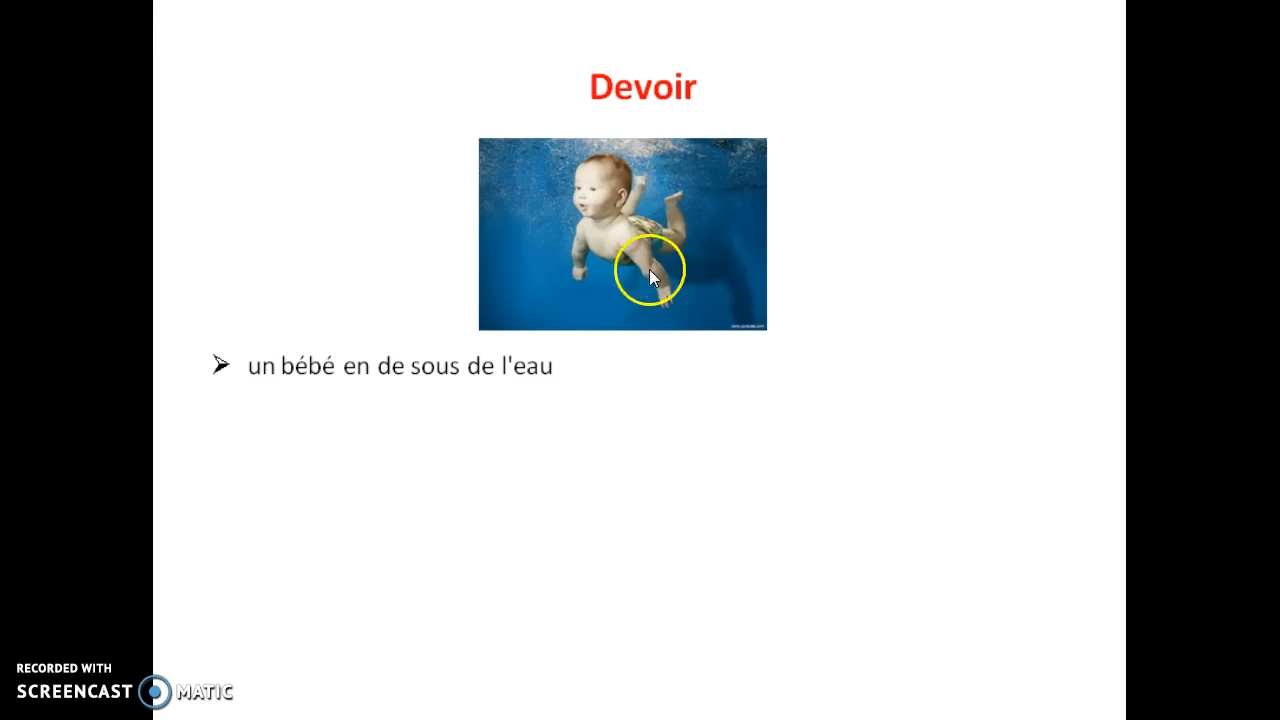 Devoir
un bébé en de sous de l'eau
RECORDED WITH
SCREENCAST MATIC